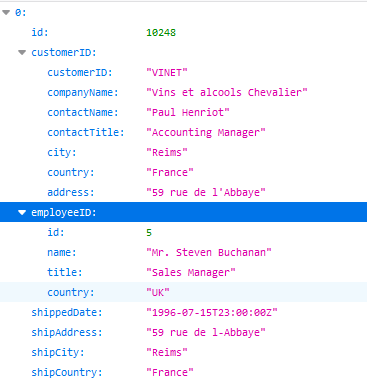 0:
id: 10248
customerID:
customerID: "VINET"
companyName: "Vins et alcools Chevalier"
contactName: "Paul Henriot"
contactTitle: "Accounting Manager"
city: "Reims"
country: "France"
address: "59 rue de l'Abbaye"
employeeID:
id: 5
name: "Mr. Steven Buchanan"
title: "Sales Manager"
country: "UK"
shippedDate: "1996-07-15T23:00:00Z"
shipAddress: "59 rue de l-Abbaye"
shipCity: "Reims"
shipCountry: "France"